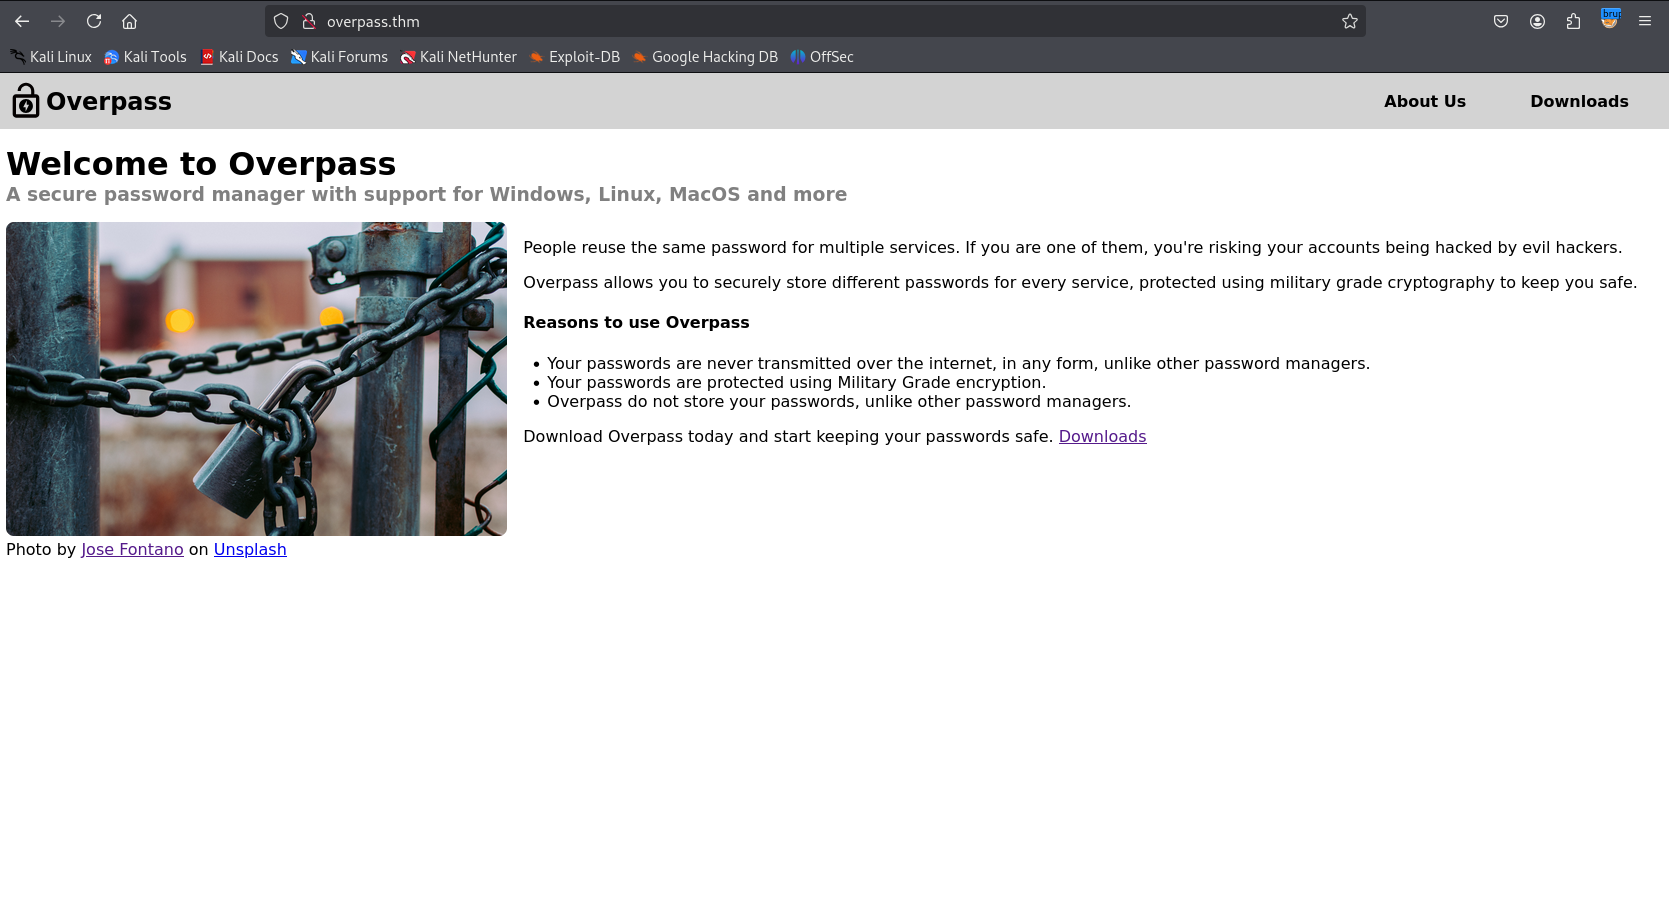 overpass.thm
Kali Linux Kali Tools Kali Docs Kali Forums Kali NetHunter Exploit-DB Google Hacking DB OffSec
Overpass About Us Downloads
Welcome to Overpass
A secure password manager with support for Windows, Linux, MacOS and more
People reuse the same password for multiple services. If you are one of them, you're risking your accounts being hacked by evil hackers.
Overpass allows you to securely store different passwords for every service, protected using military grade cryptography to keep you safe.
Reasons to use Overpass
• Your passwords are never transmitted over the internet, in any form, unlike other password managers.
• Your passwords are protected using Military Grade encryption.
• Overpass do not store your passwords, unlike other password managers.
Download Overpass today and start keeping your passwords safe. Downloads
Photo by Jose Fontano on Unsplash